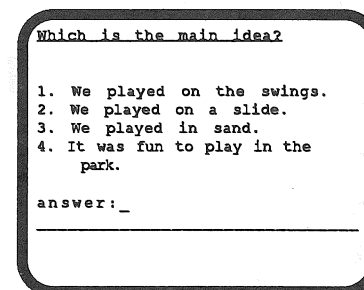 Which is the main idea?
1. We played on the swings.
2. We played on a slide.
3. We played in sand.
4. It was fun to play in the
park.
answer:_